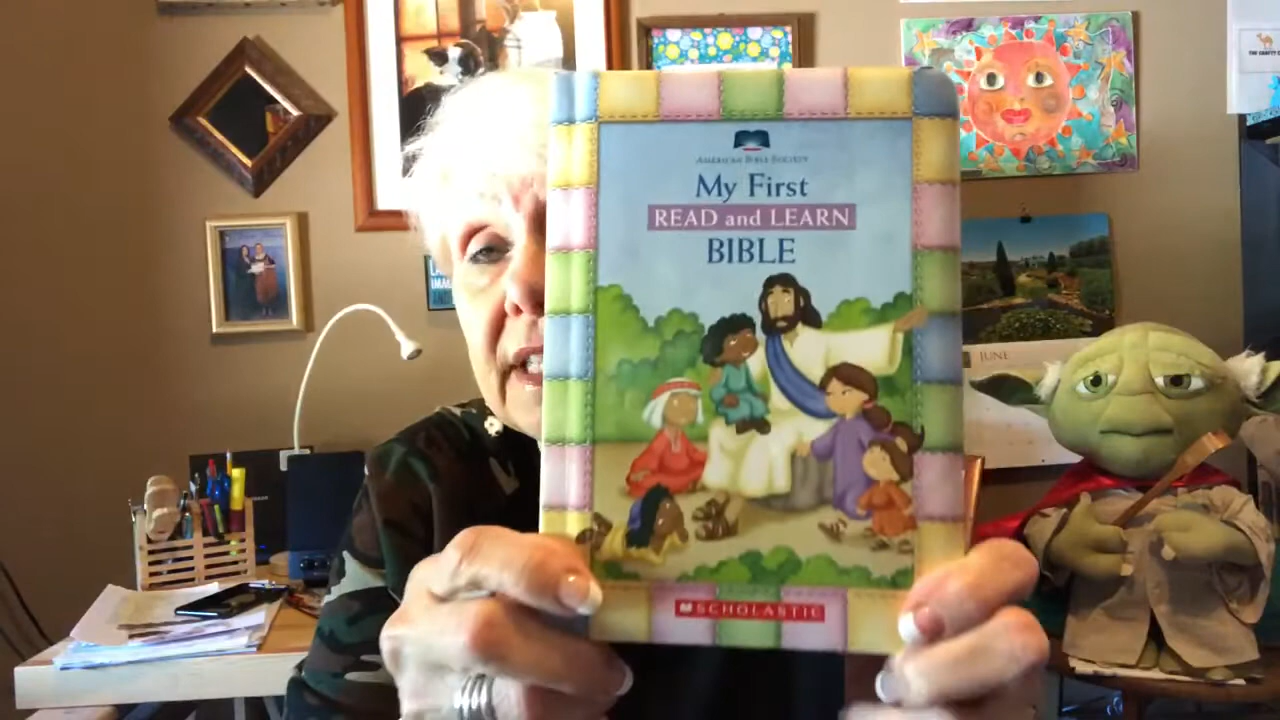 AMERICAN BIBLE SOCIETY
My First
READ and LEARN
BIBLE
SCHOLASTIC
JUNE